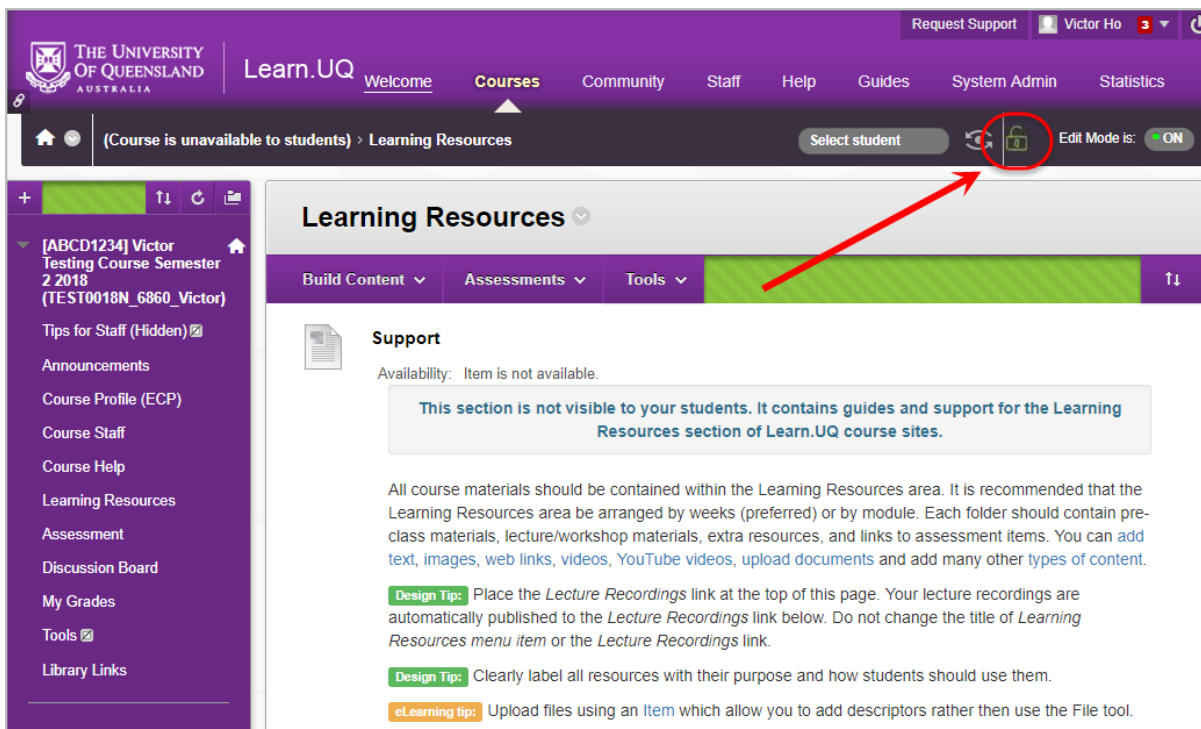 Request Support Victor Ho 3
THE UNIVERSITY
OF QUEENSLAND
AUSTRALIA
Learn.UQ
Welcome Courses Community Staff Help Guides System Admin Statistics
(Course is unavailable to students) > Learning Resources
Select student
Edit Mode is: ON
[ABCD1234] Victor
Testing Course Semester
2 2018
(TEST0018N_6860_Victor)
Tips for Staff (Hidden)
Announcements
Course Profile (ECP)
Course Staff
Course Help
Learning Resources
Assessment
Discussion Board
My Grades
Tools
Library Links
Learning Resources
Build Content Assessments Tools
Support
Availability: Item is not available.
This section is not visible to your students. It contains guides and support for the Learning
Resources section of Learn.UQ course sites.
All course materials should be contained within the Learning Resources area. It is recommended that the
Learning Resources area be arranged by weeks (preferred) or by module. Each folder should contain pre-
class materials, lecture/workshop materials, extra resources, and links to assessment items. You can add
text, images, web links, videos, YouTube videos, upload documents and add many other types of content.
Design Tip: Place the Lecture Recordings link at the top of this page. Your lecture recordings are
automatically published to the Lecture Recordings link below. Do not change the title of Learning
Resources menu item or the Lecture Recordings link.
Design Tip: Clearly label all resources with their purpose and how students should use them.
eLearning tip: Upload files using an Item which allow you to add descriptors rather then use the File tool.